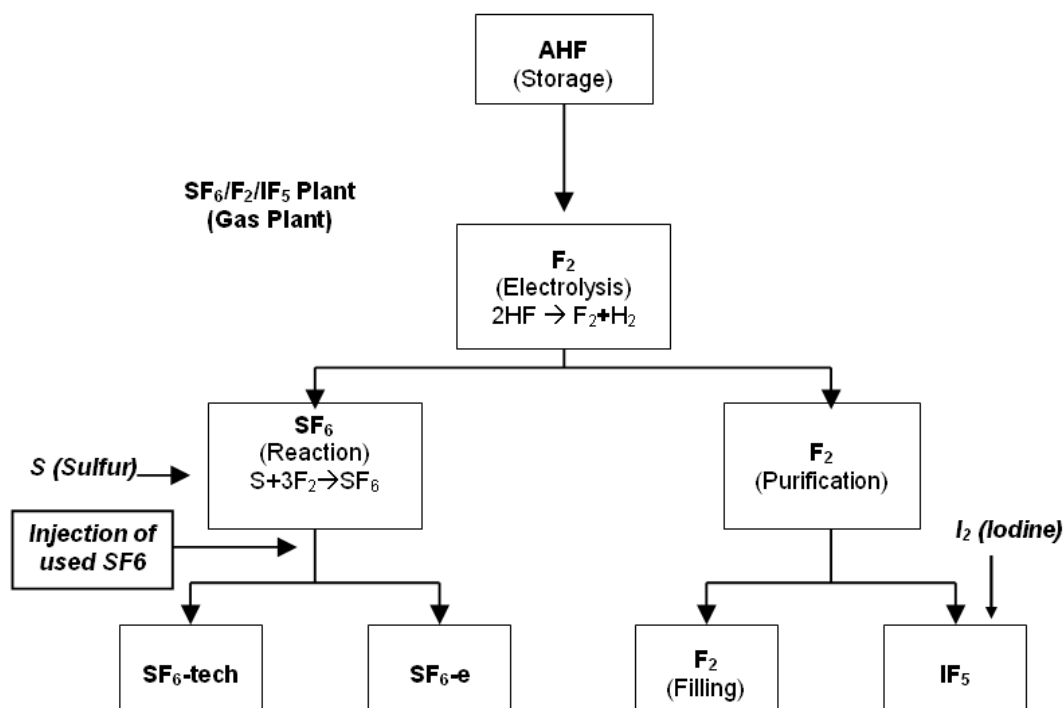 AHF
(Storage)
SF₆/F₂/IF₅ Plant
(Gas Plant)
F₂
(Electrolysis)
2HF → F₂+H₂
SF₆
(Reaction)
S+3F₂→SF₆
F₂
(Purification)
S (Sulfur)
Injection of
used SF6
I₂ (Iodine)
SF₆-tech
SF₆-e
F₂
(Filling)
IF₅